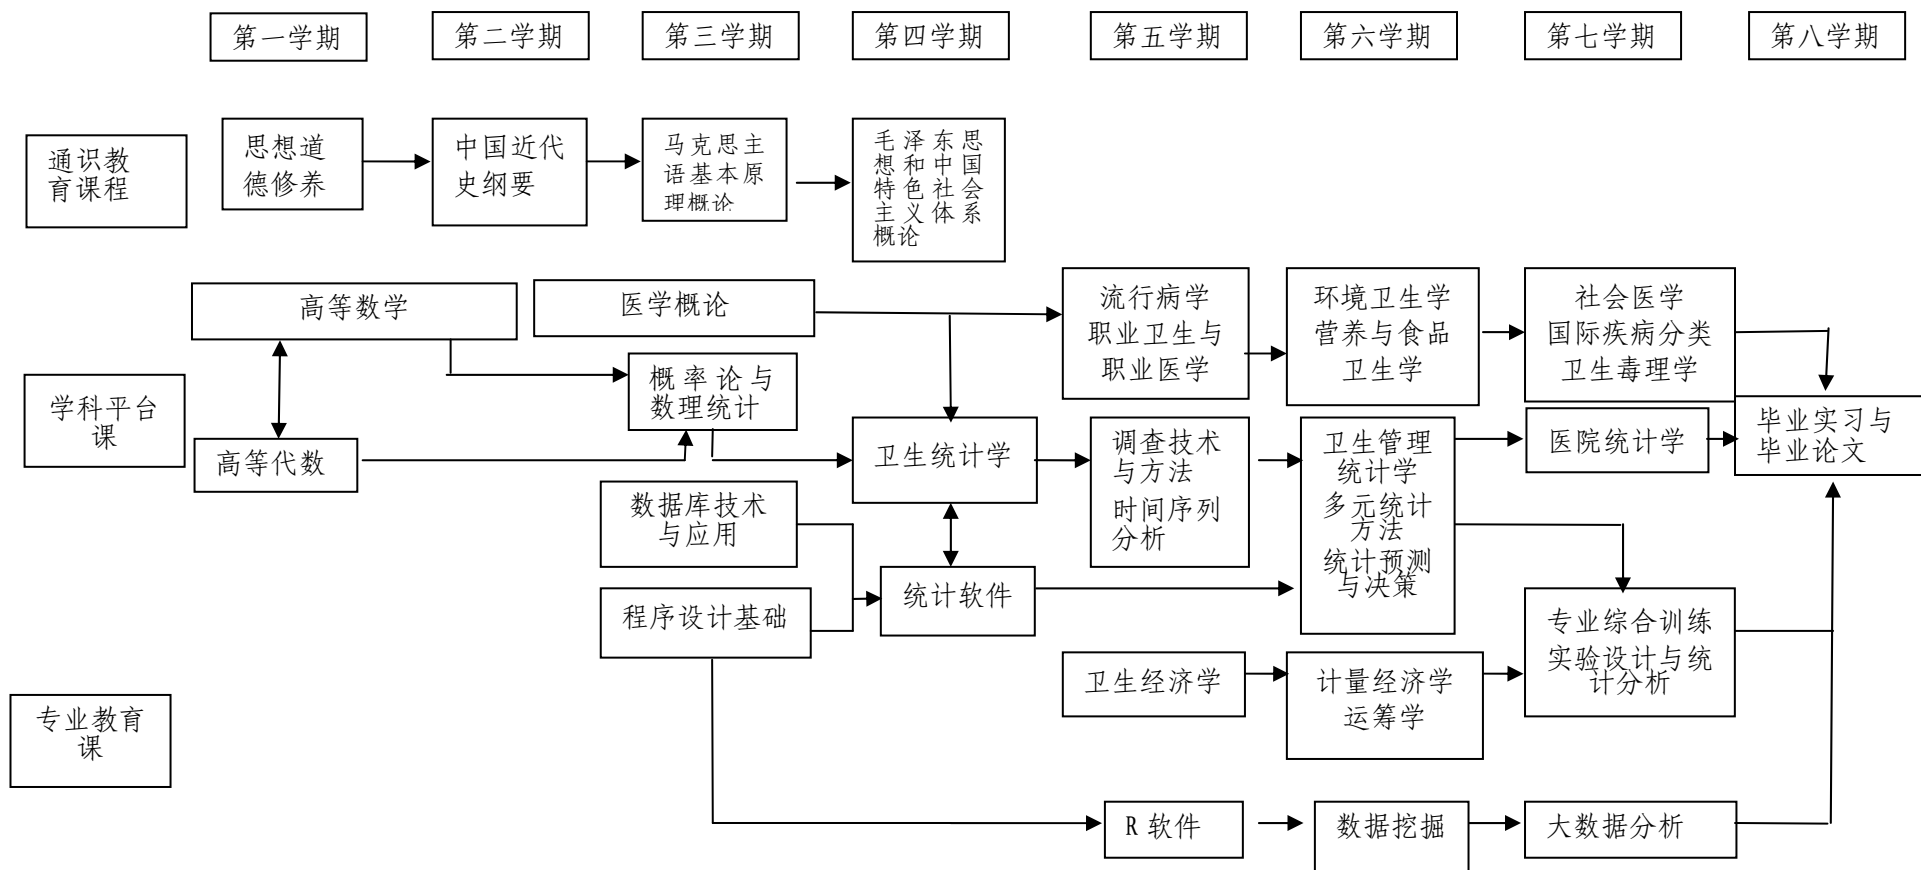 第一学期
第二学期
第三学期
第四学期
第五学期
第六学期
第七学期
第八学期
通识教
育课程
思想道
德修养
中国近代
史纲要
马克思主
语基本原
理概论
毛泽东思
想和中国
特色社会
主义体系
概论
高等数学
医学概论
流行病学
职业卫生与
职业医学
环境卫生学
营养与食品
卫生学
社会医学
国际疾病分类
卫生毒理学
学科平台
课
概率论与
数理统计
高等代数
卫生统计学
调查技术
与方法
时间序列
分析
卫生管理
统计学
多元统计
方法
统计预测
与决策
医院统计学
毕业实习与
毕业论文
数据库技术
与应用
统计软件
程序设计基础
专业综合训练
实验设计与统
计分析
卫生经济学
计量经济学
运筹学
专业教育
课
R 软件
数据挖掘
大数据分析